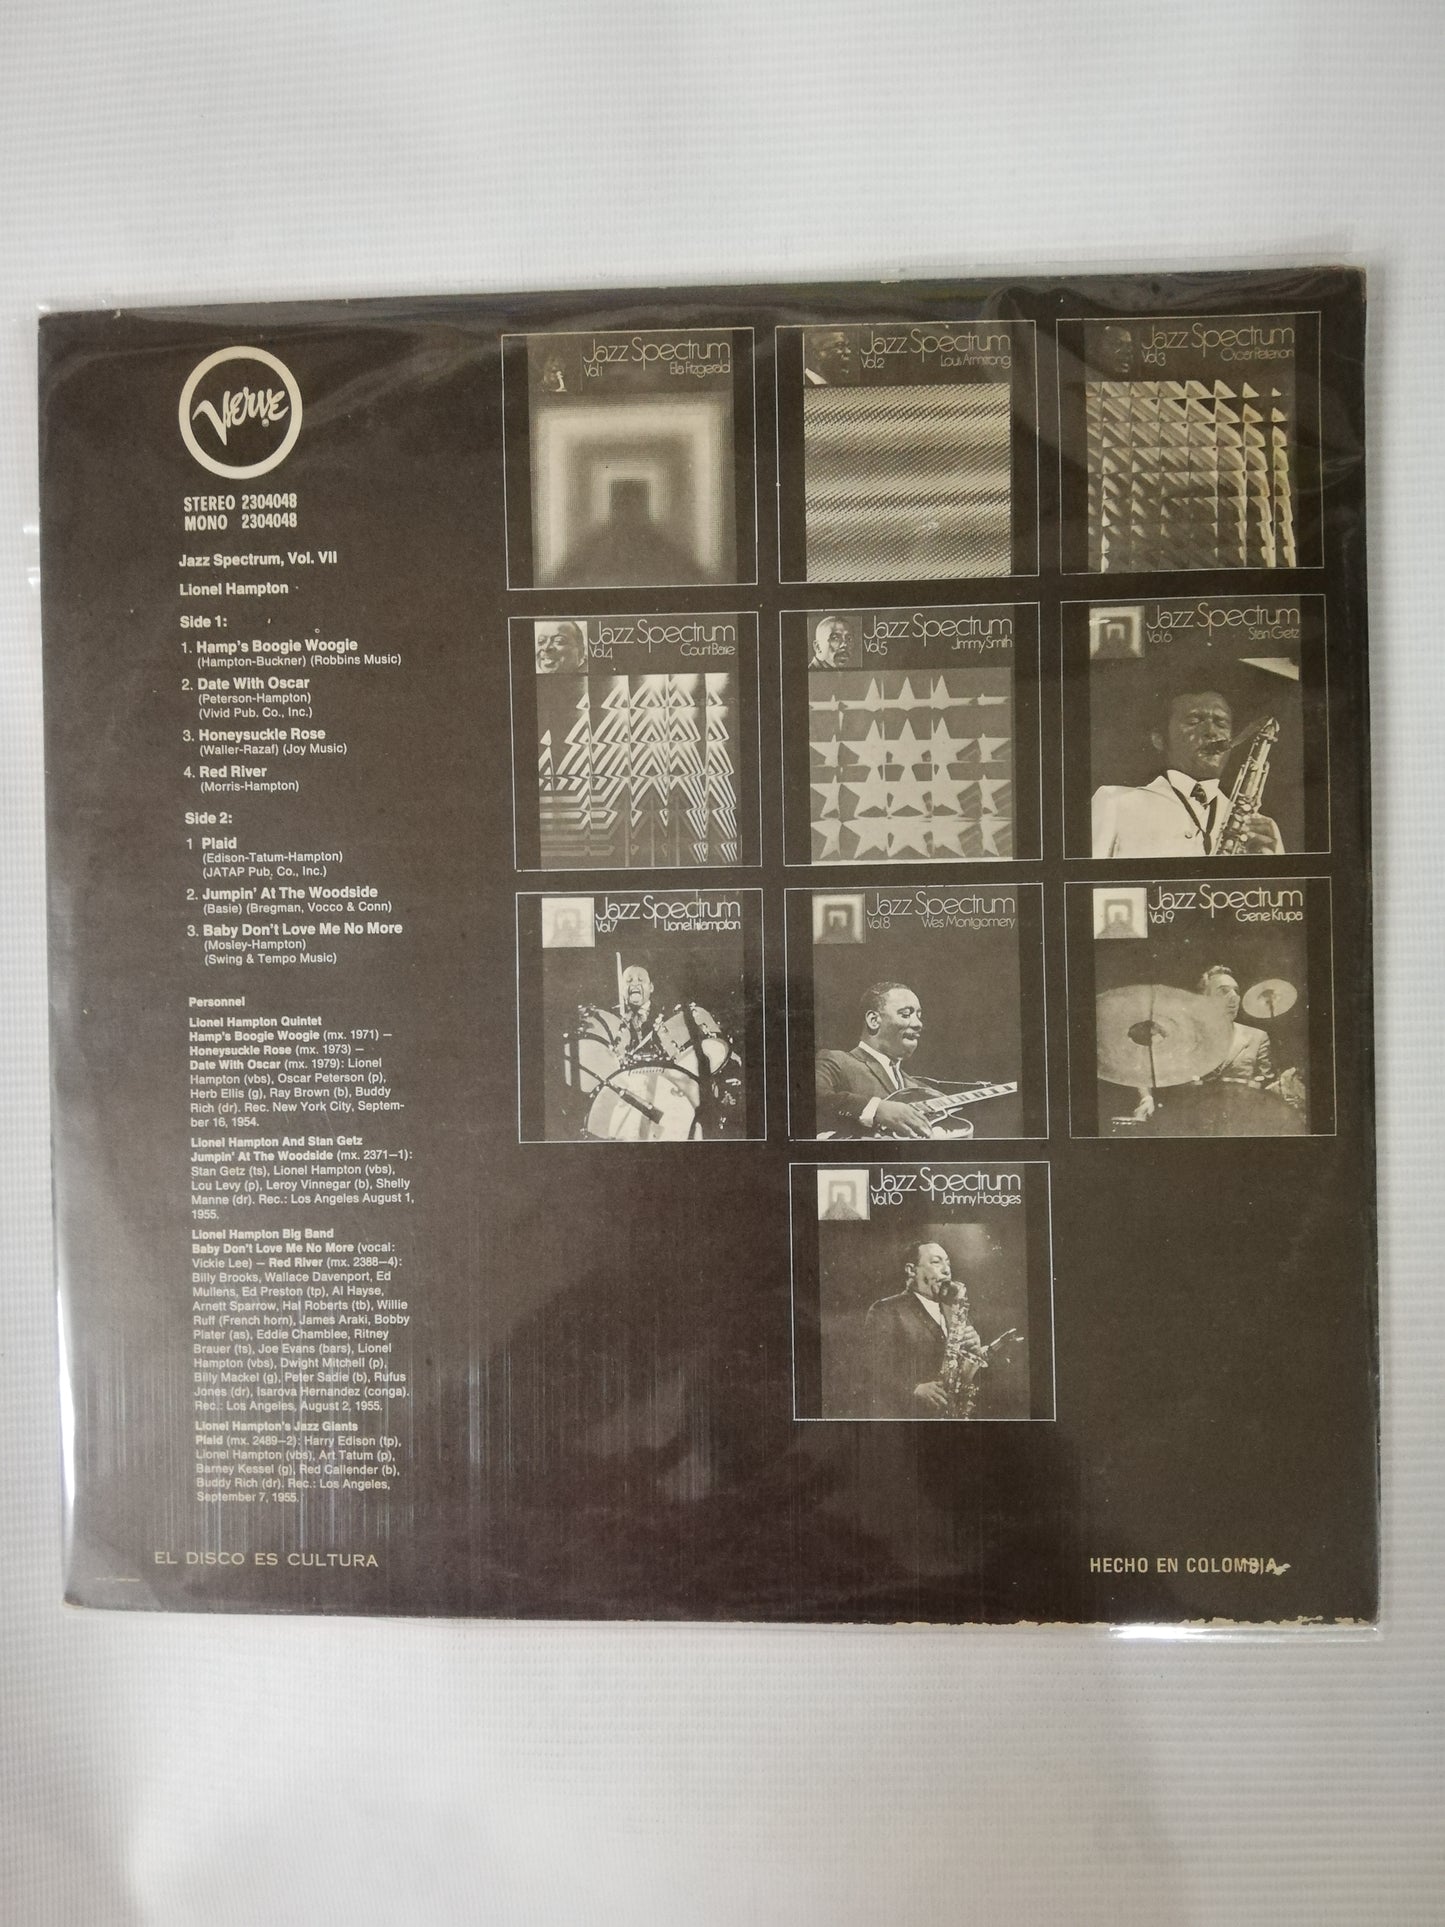 Verve
STEREO 2304048
MONO 2304048
Jazz Spectrum, Vol. VII
Lionel Hampton
Side 1:
1. Hamp's Boogie Woogie
(Hampton-Buckner) (Robbins Music)
2. Date With Oscar
(Peterson-Hampton)
(Vivid Pub. Co., Inc.)
3. Honeysuckle Rose
(Waller-Razaf) (Joy Music)
4. Red River
(Morris-Hampton)
Side 2:
1 Plaid
(Edison-Tatum-Hampton)
(JATAP Pub. Co., Inc.)
2. Jumpin' At The Woodside
(Basie) (Bregman, Vocco & Conn)
3. Baby Don't Love Me No More
(Mosley-Hampton)
(Swing & Tempo Music)
Personnel
Lionel Hampton Quintet
Hamp's Boogie Woogie (mx. 1971) —
Honeysuckle Rose (mx. 1973) —
Date With Oscar (mx. 1979): Lionel
Hampton (vbs), Oscar Peterson (p),
Herb Ellis (g), Ray Brown (b), Buddy
Rich (dr). Rec. New York City, Septem-
ber 16, 1954.
Lionel Hampton And Stan Getz
Jumpin' At The Woodside (mx. 2371—1):
Stan Getz (ts), Lionel Hampton (vbs),
Lou Levy (p), Leroy Vinnegar (b), Shelly
Manne (dr). Rec.: Los Angeles August 1,
1955.
Lionel Hampton Big Band
Baby Don't Love Me No More (vocal:
Vickie Lee) — Red River (mx. 2388—4):
Billy Brooks, Wallace Davenport, Ed
Mullens, Ed Preston (tp), Al Hayse,
Arnett Sparrow, Hal Roberts (tb), Willie
Ruff (French horn), James Araki, Bobby
Plater (as), Eddie Chamblee, Ritney
Brauer (ts), Joe Evans (bars), Lionel
Hampton (vbs), Dwight Mitchell (p),
Billy Mackel (g), Peter Sadie (b), Rufus
Jones (dr), Isarova Hernandez (conga).
Rec.: Los Angeles, August 2, 1955.
Lionel Hampton's Jazz Giants
Plaid (mx. 2489—2): Harry Edison (tp),
Lionel Hampton (vbs), Art Tatum (p),
Barney Kessel (g), Red Callender (b),
Buddy Rich (dr). Rec.: Los Angeles,
September 7, 1955.
EL DISCO ES CULTURA
Jazz Spectrum
Vol.1 Ella Fitzgerald
Jazz Spectrum
Vol.2 Louis Armstrong
Jazz Spectrum
Vol.3 Oscar Peterson
Jazz Spectrum
Vol.4 Count Basie
Jazz Spectrum
Vol.5 Jimmy Smith
Jazz Spectrum
Vol.6 Stan Getz
Jazz Spectrum
Vol.7 Lionel Hampton
Jazz Spectrum
Vol.8 Wes Montgomery
Jazz Spectrum
Vol.9 Gene Krupa
Jazz Spectrum
Vol.10 Johnny Hodges
HECHO EN COLOMBIA